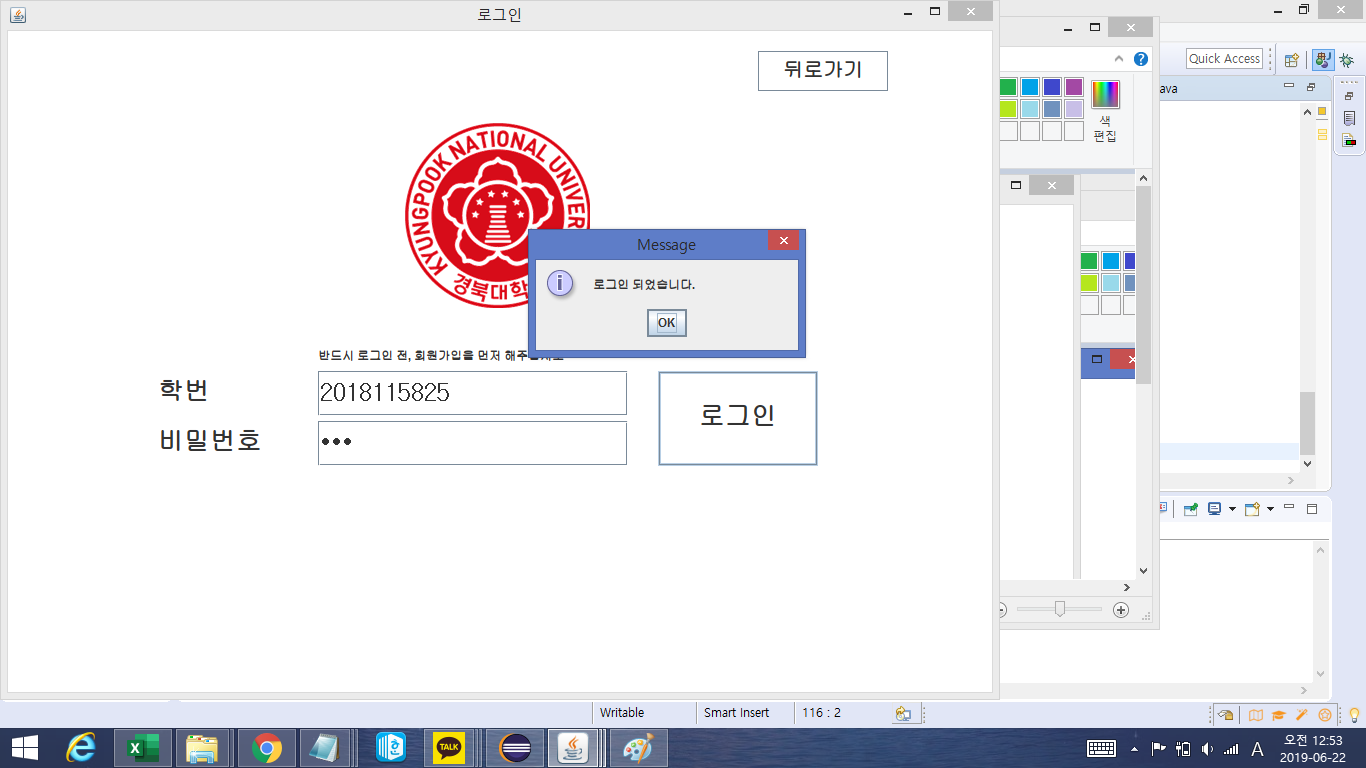 로그인
뒤로가기
Quick Access
ava
색
편집
KYUNGPOOK NATIONAL UNIVER
경북대학
Message
로그인 되었습니다.
OK
반드시 로그인 전, 회원가입을 먼저 해주
학번
2018115825
로그인
비밀번호
•••
Writable
Smart Insert
116 : 2
TALK
A
오전 12:53
2019-06-22